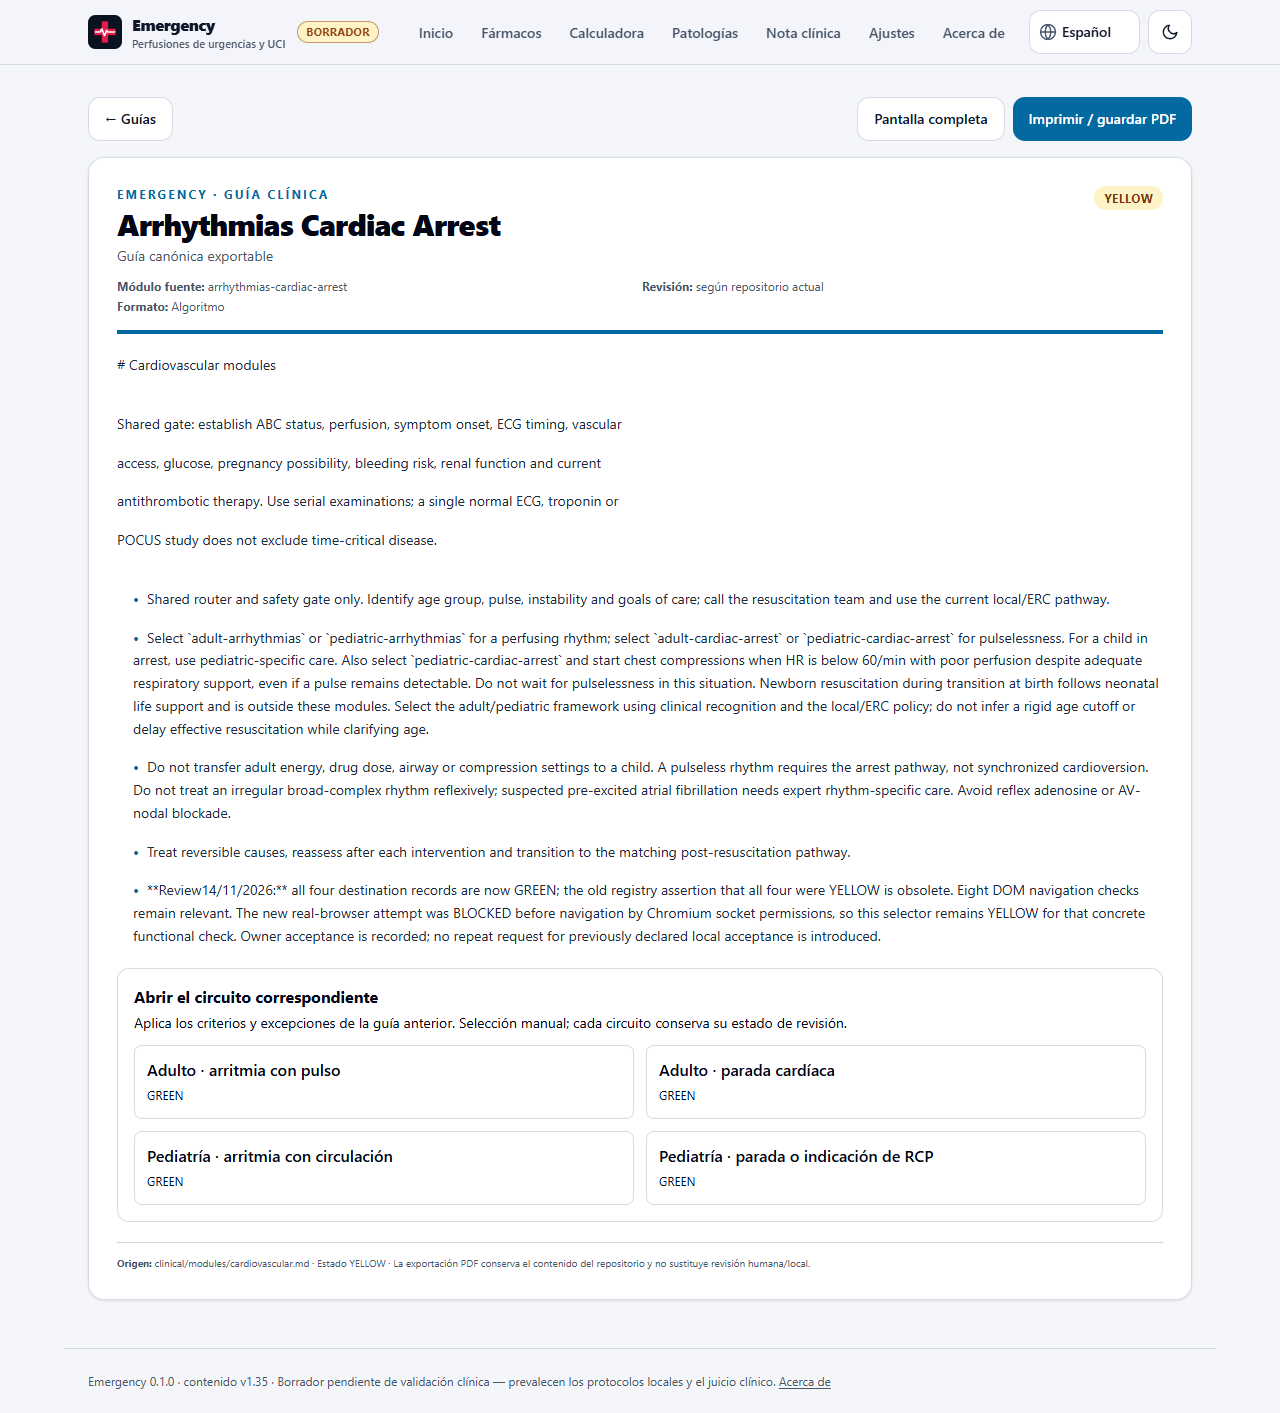 Emergency
Perfusiones de urgencias y UCI
BORRADOR
Inicio
Fármacos
Calculadora
Patologías
Nota clínica
Ajustes
Acerca de
Español
← Guías
Pantalla completa
Imprimir / guardar PDF
EMERGENCY · GUÍA CLÍNICA
YELLOW
Arrhythmias Cardiac Arrest
Guía canónica exportable
Módulo fuente: arrhythmias-cardiac-arrest
Revisión: según repositorio actual
Formato: Algoritmo
# Cardiovascular modules
Shared gate: establish ABC status, perfusion, symptom onset, ECG timing, vascular
access, glucose, pregnancy possibility, bleeding risk, renal function and current
antithrombotic therapy. Use serial examinations; a single normal ECG, troponin or
POCUS study does not exclude time-critical disease.
• Shared router and safety gate only. Identify age group, pulse, instability and goals of care; call the resuscitation team and use the current local/ERC pathway.
• Select `adult-arrhythmias` or `pediatric-arrhythmias` for a perfusing rhythm; select `adult-cardiac-arrest` or `pediatric-cardiac-arrest` for pulselessness. For a child in
arrest, use pediatric-specific care. Also select `pediatric-cardiac-arrest` and start chest compressions when HR is below 60/min with poor perfusion despite adequate
respiratory support, even if a pulse remains detectable. Do not wait for pulselessness in this situation. Newborn resuscitation during transition at birth follows neonatal
life support and is outside these modules. Select the adult/pediatric framework using clinical recognition and the local/ERC policy; do not infer a rigid age cutoff or
delay effective resuscitation while clarifying age.
• Do not transfer adult energy, drug dose, airway or compression settings to a child. A pulseless rhythm requires the arrest pathway, not synchronized cardioversion.
Do not treat an irregular broad-complex rhythm reflexively; suspected pre-excited atrial fibrillation needs expert rhythm-specific care. Avoid reflex adenosine or AV-
nodal blockade.
• Treat reversible causes, reassess after each intervention and transition to the matching post-resuscitation pathway.
• **Review14/11/2026:** all four destination records are now GREEN; the old registry assertion that all four were YELLOW is obsolete. Eight DOM navigation checks
remain relevant. The new real-browser attempt was BLOCKED before navigation by Chromium socket permissions, so this selector remains YELLOW for that concrete
functional check. Owner acceptance is recorded; no repeat request for previously declared local acceptance is introduced.
Abrir el circuito correspondiente
Aplica los criterios y excepciones de la guía anterior. Selección manual; cada circuito conserva su estado de revisión.
Adulto · arritmia con pulso
GREEN
Adulto · parada cardíaca
GREEN
Pediatría · arritmia con circulación
GREEN
Pediatría · parada o indicación de RCP
GREEN
Origen: clinical/modules/cardiovascular.md · Estado YELLOW · La exportación PDF conserva el contenido del repositorio y no sustituye revisión humana/local.
Emergency 0.1.0 · contenido v1.35 · Borrador pendiente de validación clínica — prevalecen los protocolos locales y el juicio clínico. Acerca de